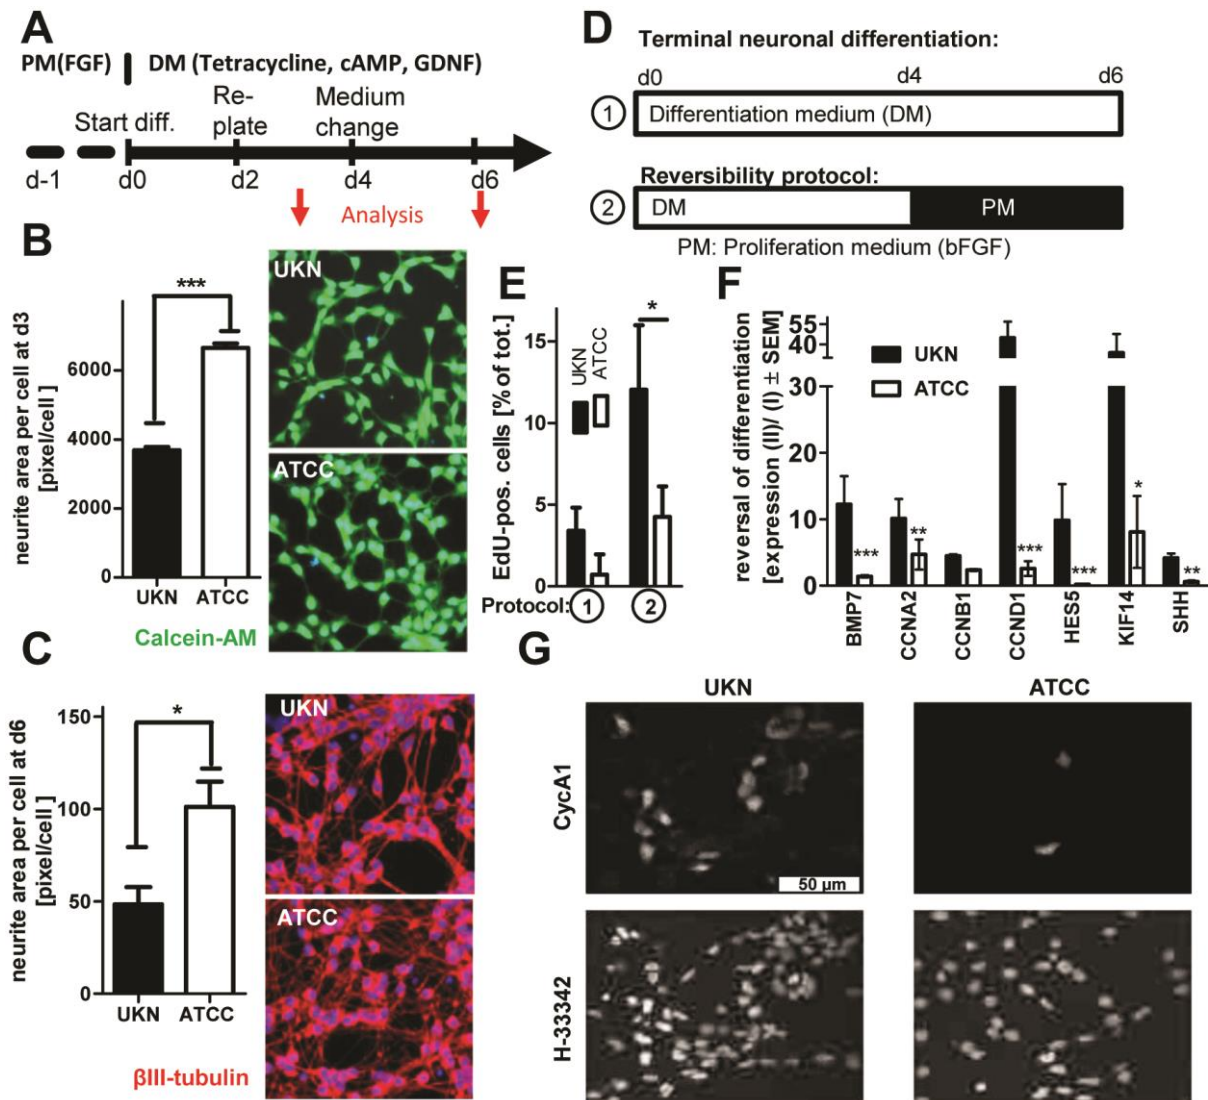 A
PM(FGF) DM (Tetracycline, cAMP, GDNF)
Start diff.
Re-
plate
Medium
change
d-1 d0 d2 d4 d6
Analysis
B
neurite area per cell at d3
[pixel/cell ]
6000
4000
2000
0
***
UKN ATCC
Calcein-AM
UKN
ATCC
C
neurite area per cell at d6
[pixel/cell ]
150
100
50
0
*
UKN ATCC
βIII-tubulin
UKN
ATCC
D
Terminal neuronal differentiation:
d0 d4 d6
1 Differentiation medium (DM)
Reversibility protocol:
2 DM PM
PM: Proliferation medium (bFGF)
E
EdU-pos. cells [% of tot.]
15
10
5
0
UKN
ATCC
*
Protocol: 1 2
F
reversal of differentiation
[expression (II)/ (I) ± SEM]
55
40
30
20
10
0
UKN
ATCC
*** ** *** *** * **
BMP7
CCNA2
CCNB1
CCND1
HES5
KIF14
SHH
G
UKN ATCC
CycA1
50 µm
H-33342